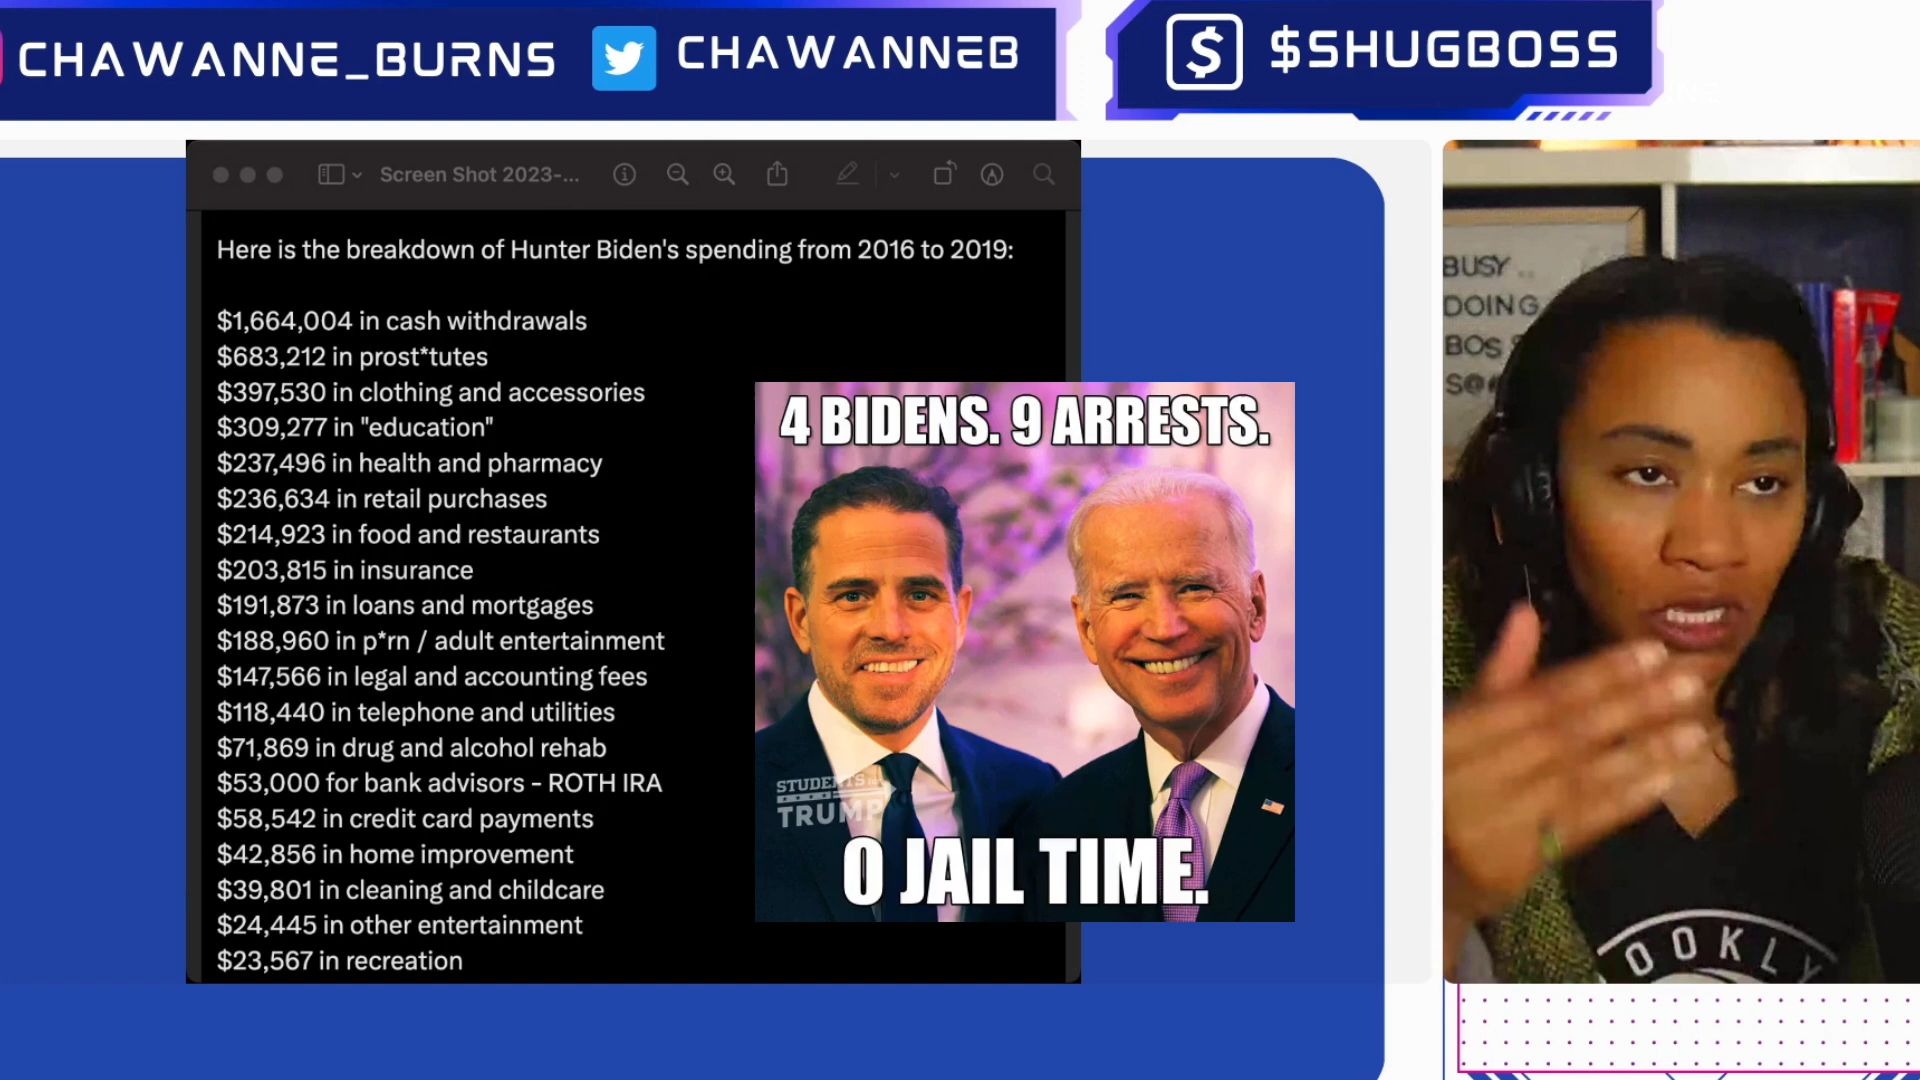 CHAWANNE_BURNS
CHAWANNEB
$ $SHUGBOSS
Screen Shot 2023-...
Here is the breakdown of Hunter Biden's spending from 2016 to 2019:
$1,664,004 in cash withdrawals
$683,212 in prost*tutes
$397,530 in clothing and accessories
$309,277 in "education"
$237,496 in health and pharmacy
$236,634 in retail purchases
$214,923 in food and restaurants
$203,815 in insurance
$191,873 in loans and mortgages
$188,960 in p*rn / adult entertainment
$147,566 in legal and accounting fees
$118,440 in telephone and utilities
$71,869 in drug and alcohol rehab
$53,000 for bank advisors - ROTH IRA
$58,542 in credit card payments
$42,856 in home improvement
$39,801 in cleaning and childcare
$24,445 in other entertainment
$23,567 in recreation
4 BIDENS. 9 ARRESTS.
STUDENTS for
TRUMP
0 JAIL TIME.
BUSY
DOING
BOS
S@
OOKLY